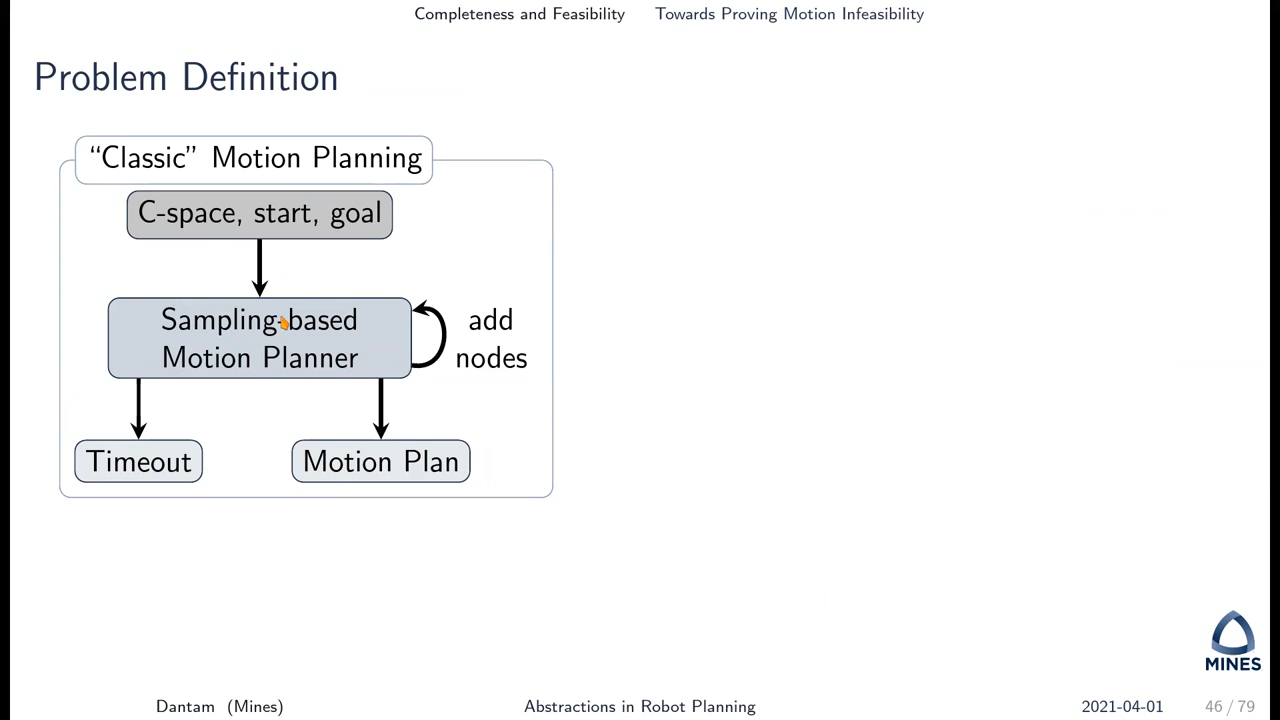 Completeness and Feasibility Towards Proving Motion Infeasibility
Problem Definition
“Classic” Motion Planning
C-space, start, goal
Sampling-based
Motion Planner
add
nodes
Timeout
Motion Plan
MINES
Dantam (Mines) Abstractions in Robot Planning 2021-04-01 46 / 79